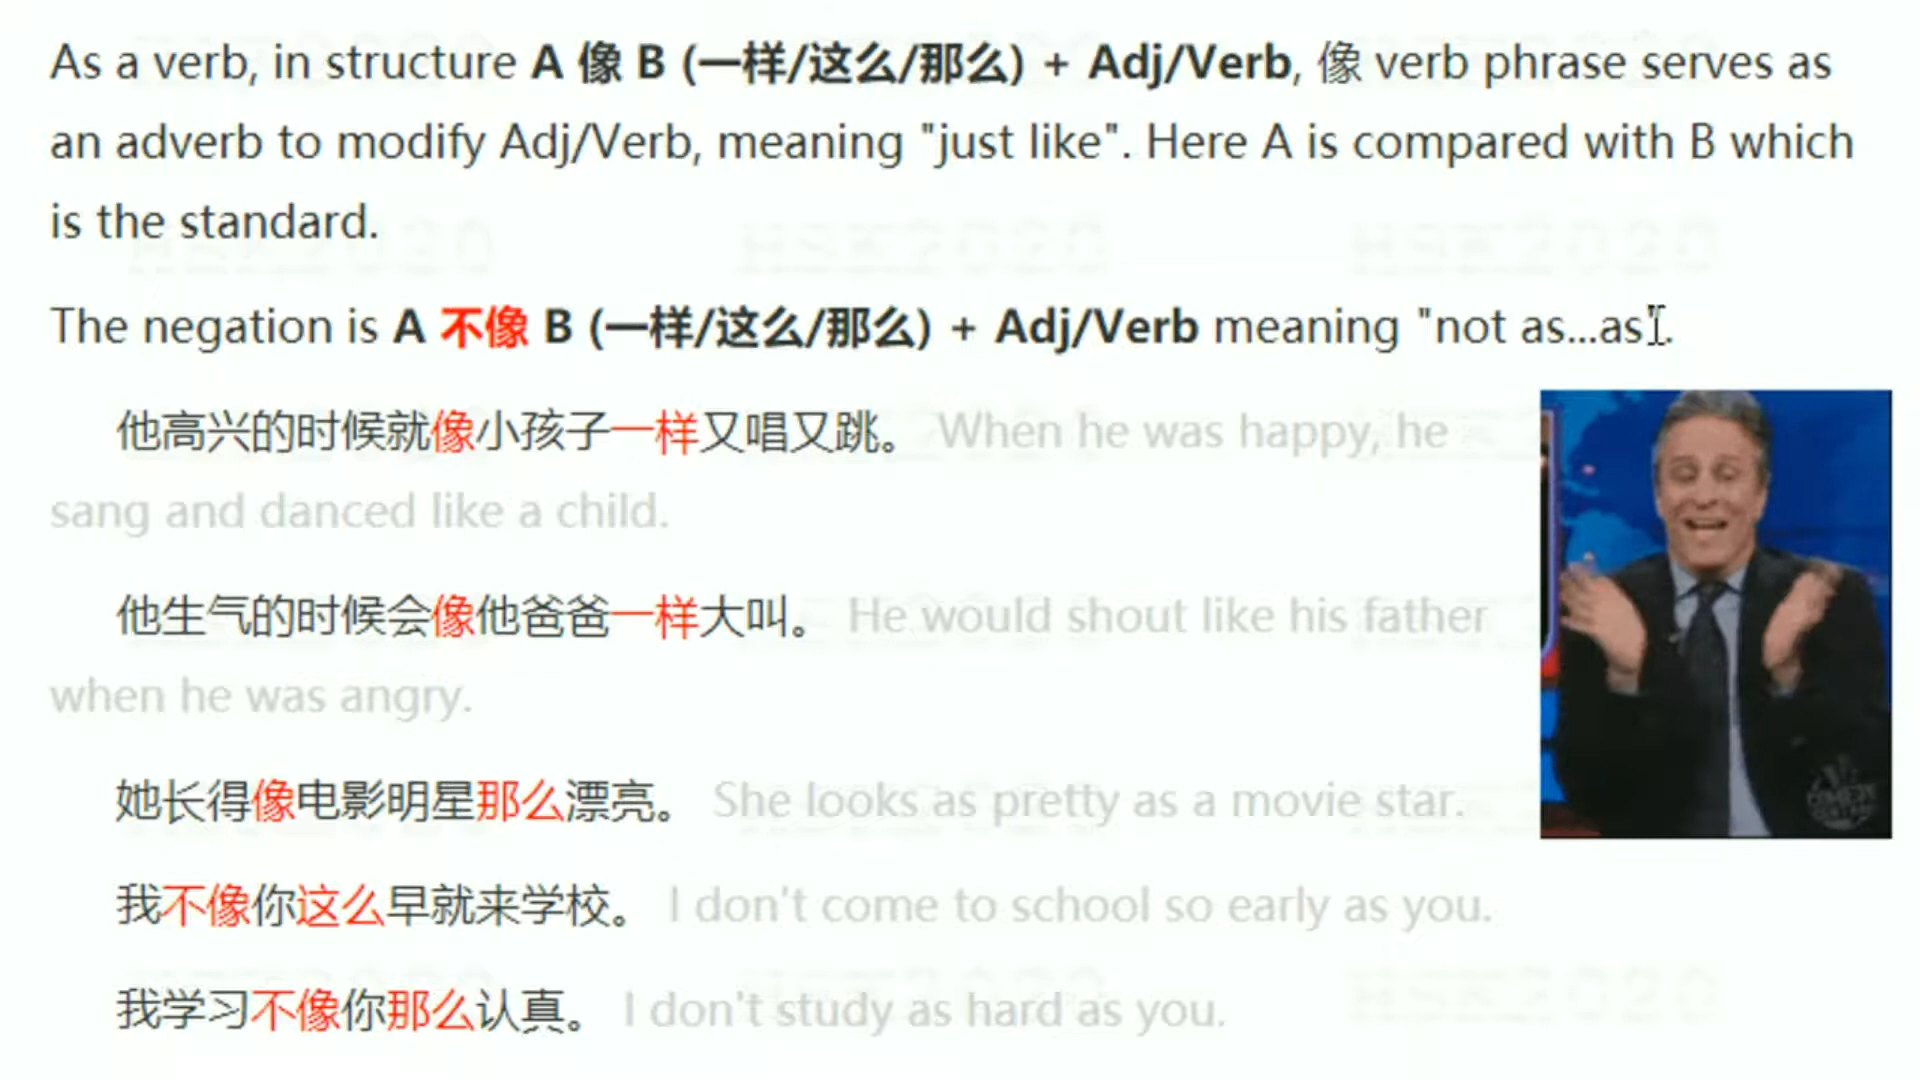 As a verb, in structure A 像 B (一样/这么/那么) + Adj/Verb, 像 verb phrase serves as
an adverb to modify Adj/Verb, meaning "just like". Here A is compared with B which
is the standard.
The negation is A 不像 B (一样/这么/那么) + Adj/Verb meaning "not as...as".
他高兴的时候就像小孩子一样又唱又跳。 When he was happy, he
sang and danced like a child.
他生气的时候会像他爸爸一样大叫。 He would shout like his father
when he was angry.
她长得像电影明星那么漂亮。 She looks as pretty as a movie star.
我不像你这么早就来学校。 I don't come to school so early as you.
我学习不像你那么认真。 I don't study as hard as you.
COMEDY
CENTRAL
HSK2020 HSK2020 HSK2020